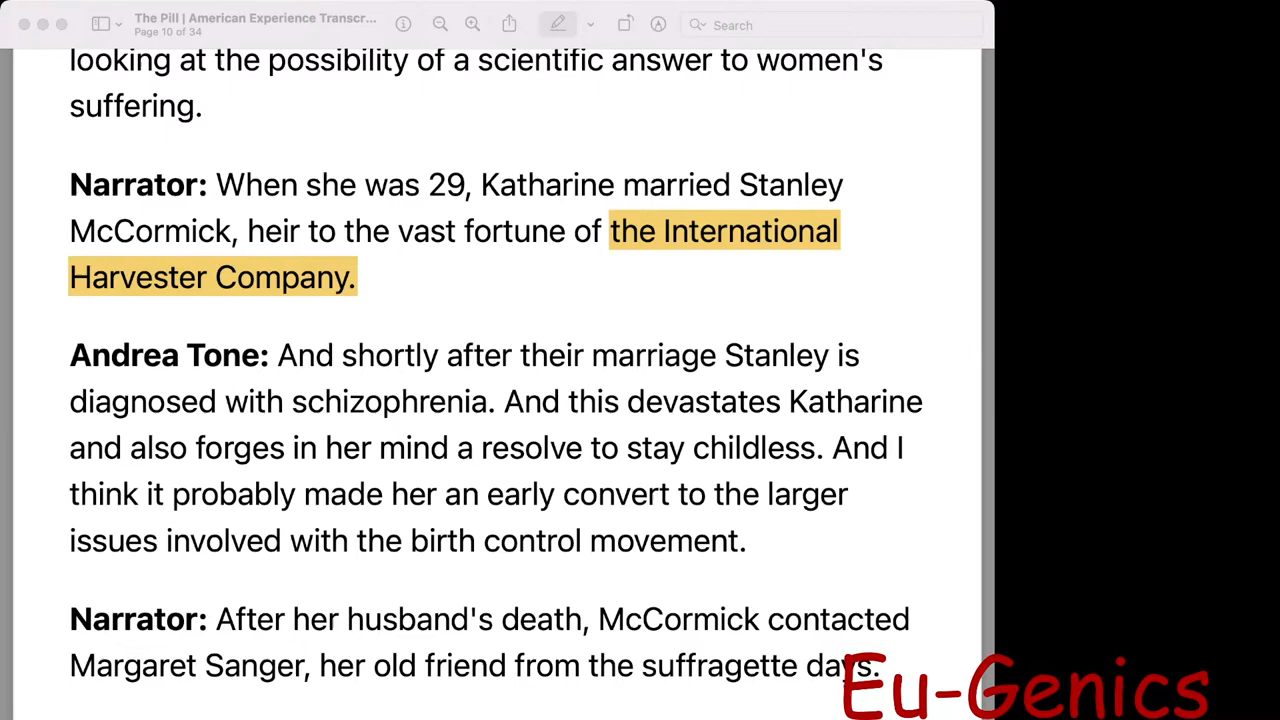 The Pill | American Experience Transcr...
Page 10 of 34
Search
looking at the possibility of a scientific answer to women's
suffering.
Narrator: When she was 29, Katharine married Stanley
McCormick, heir to the vast fortune of the International
Harvester Company.
Andrea Tone: And shortly after their marriage Stanley is
diagnosed with schizophrenia. And this devastates Katharine
and also forges in her mind a resolve to stay childless. And I
think it probably made her an early convert to the larger
issues involved with the birth control movement.
Narrator: After her husband's death, McCormick contacted
Margaret Sanger, her old friend from the suffragette days.
Eu-Genics